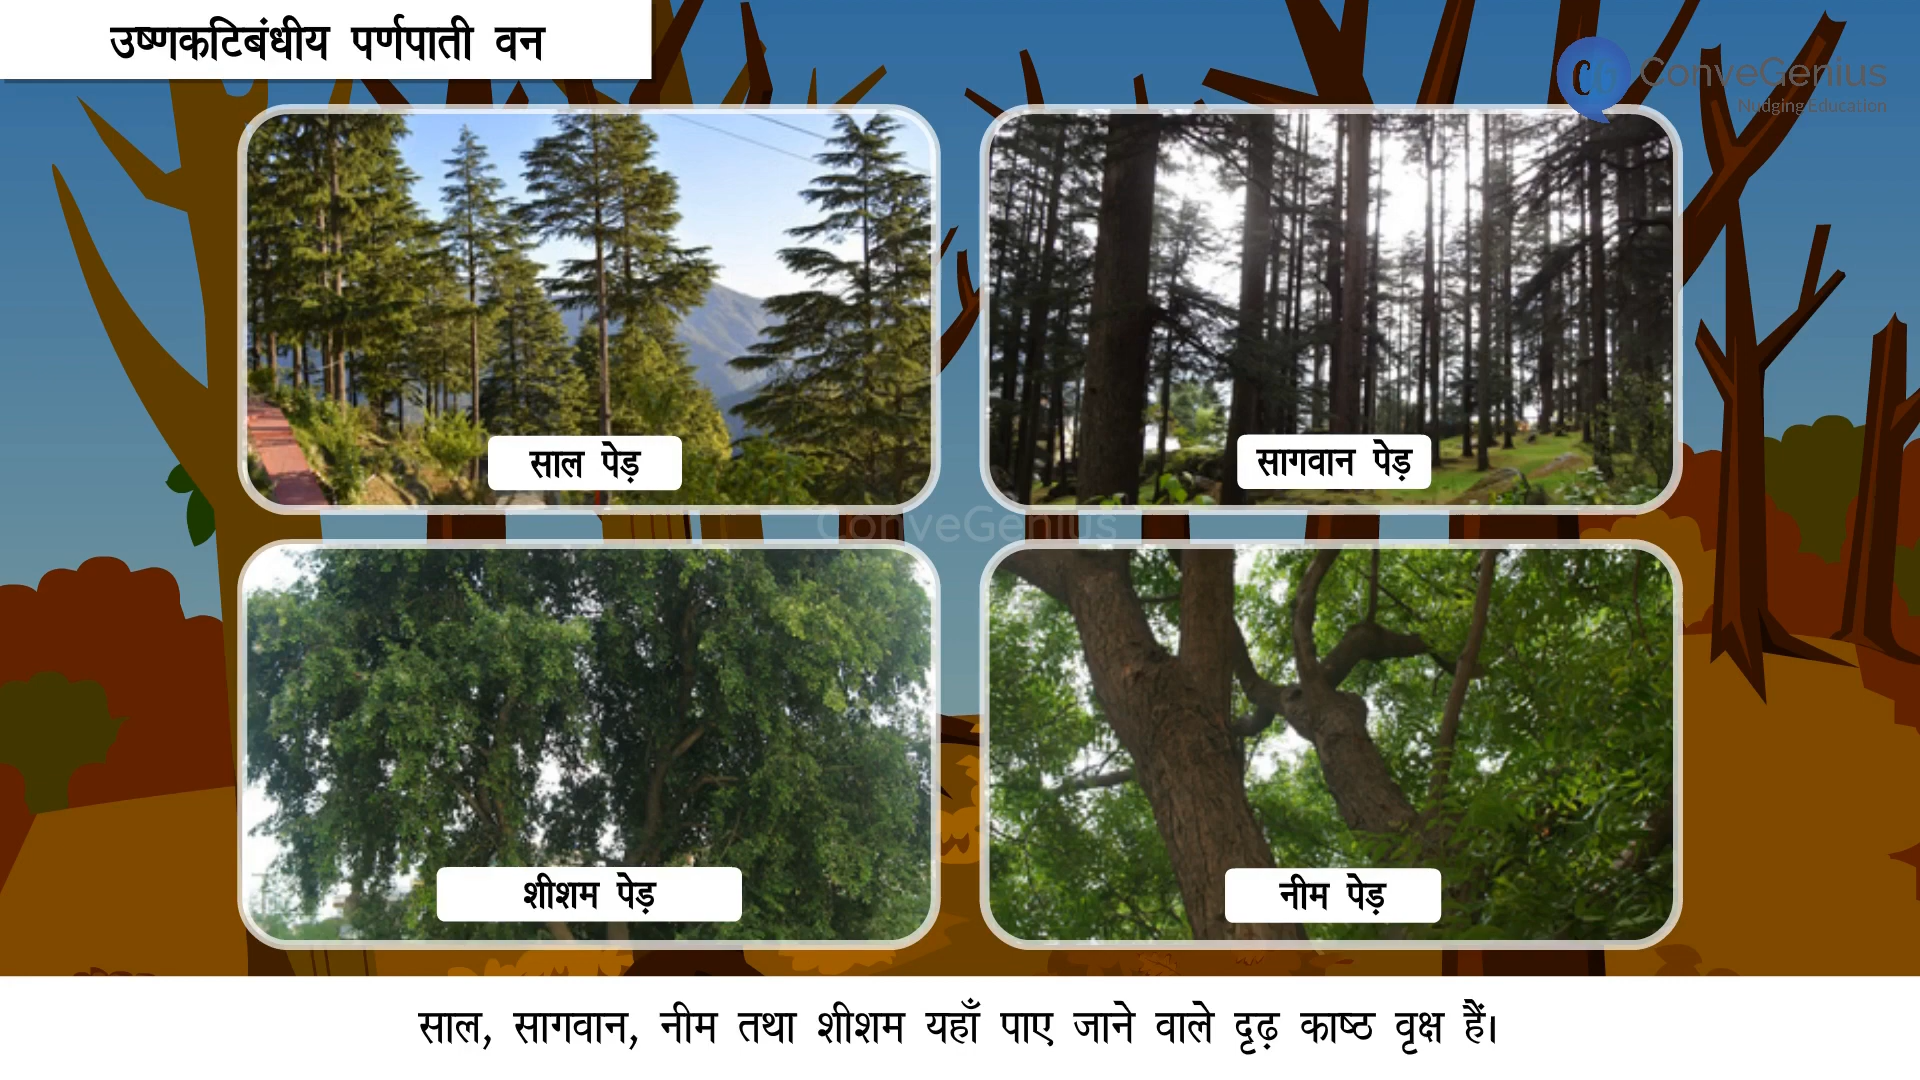 उष्णकटिबंधीय पर्णपाती वन
ConveGenius
Nudging Education
साल पेड़
सागवान पेड़
ConveGenius
शीशम पेड़
नीम पेड़
साल, सागवान, नीम तथा शीशम यहाँ पाए जाने वाले दृढ़ काष्ठ वृक्ष हैं।